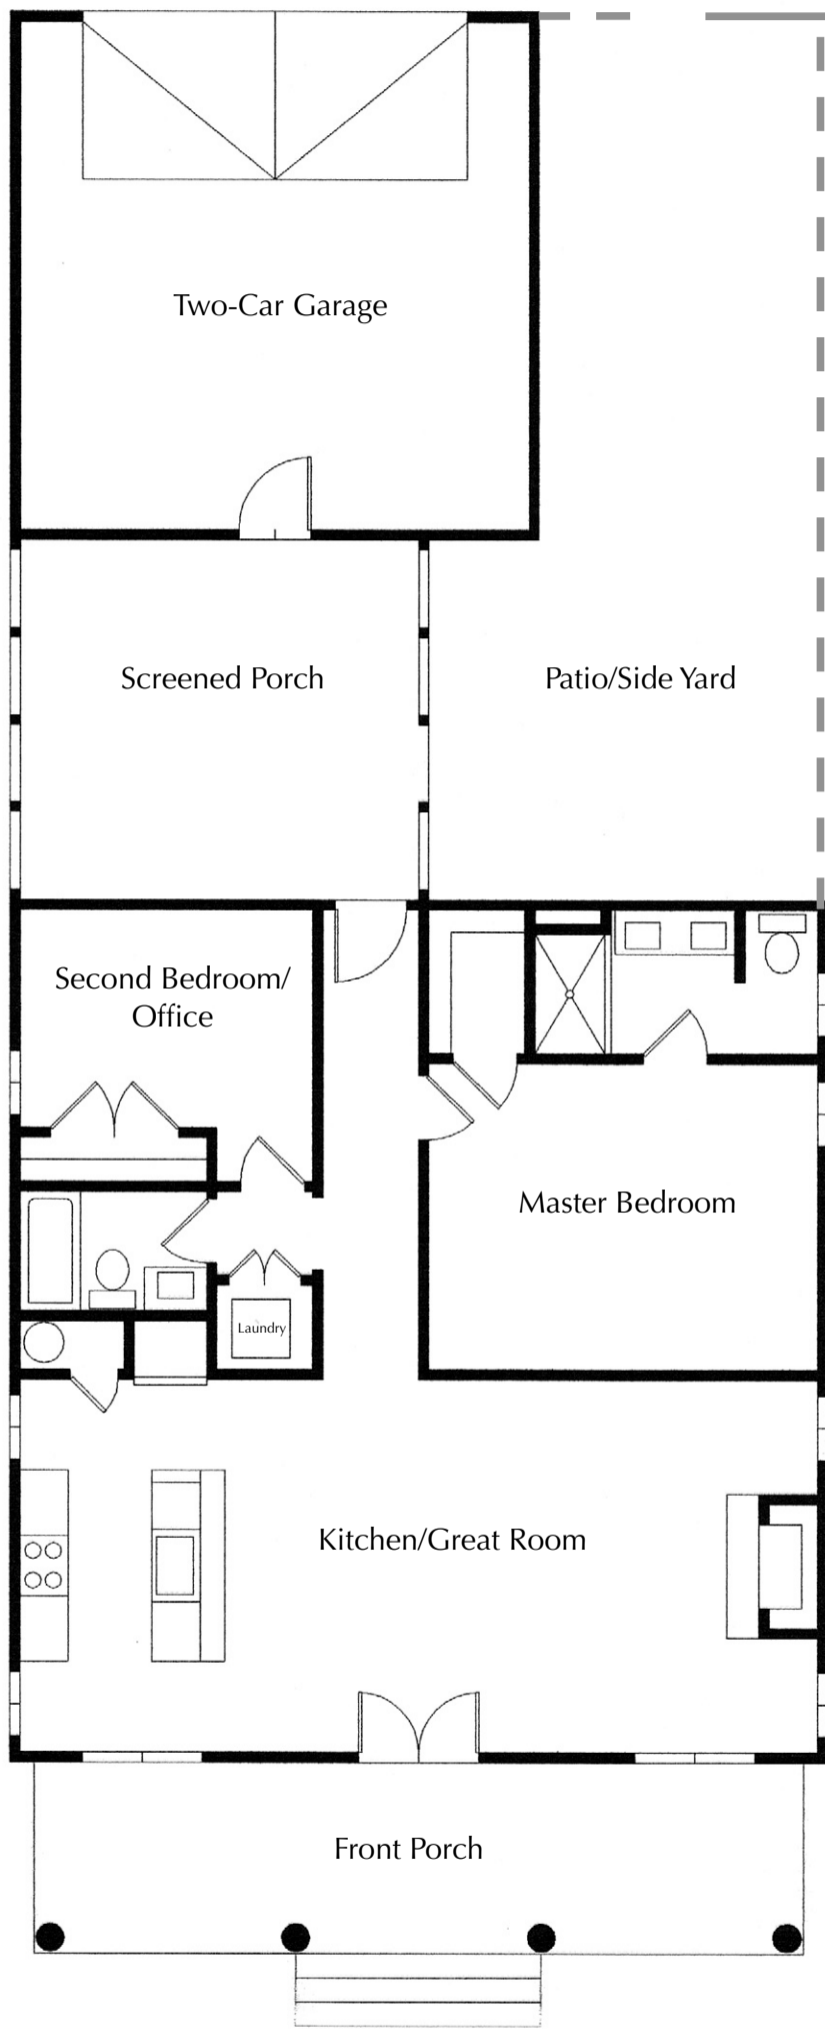 Two-Car Garage
Screened Porch
Patio/Side Yard
Second Bedroom/
Office
Master Bedroom
Laundry
Kitchen/Great Room
Front Porch